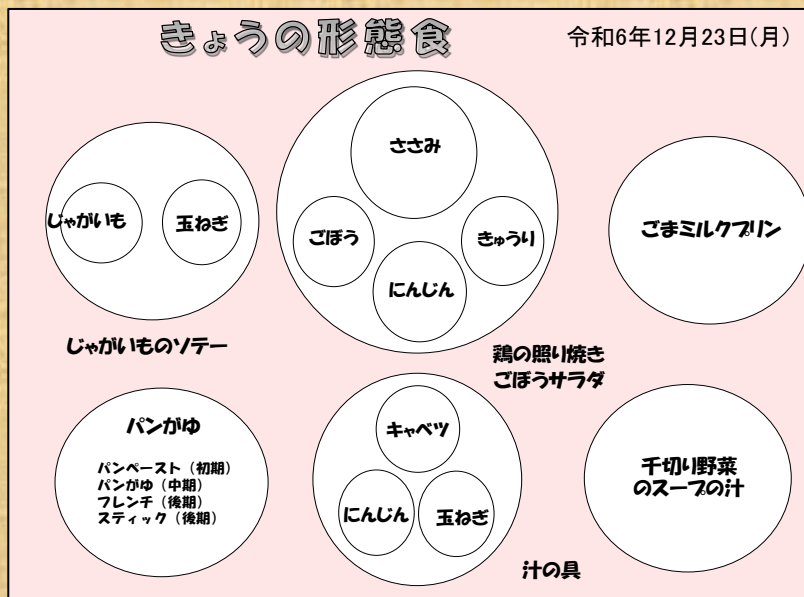 きょうの形態食
令和6年12月23日(月)
じゃがいも
玉ねぎ
じゃがいものソテー
ささみ
ごぼう
きゅうり
にんじん
鶏の照り焼き
ごぼうサラダ
ごまミルクプリン
パンがゆ
パンペースト（初期）
パンがゆ（中期）
フレンチ（後期）
スティック（後期）
キャベツ
にんじん
玉ねぎ
汁の具
千切り野菜
のスープの汁